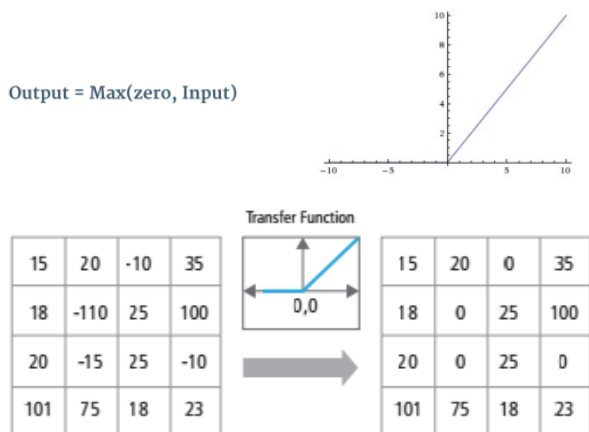 Output = Max(zero, Input)
10
8
6
4
2
-10 -5 5 10
Transfer Function
0,0
15 20 -10 35
18 -110 25 100
20 -15 25 -10
101 75 18 23
15 20 0 35
18 0 25 100
20 0 25 0
101 75 18 23